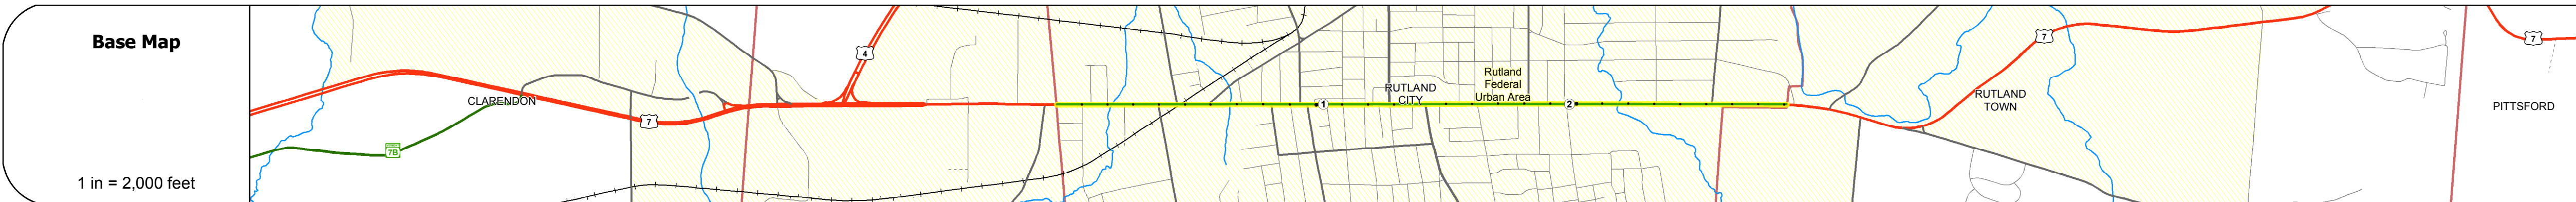 Base Map
1 in = 2,000 feet
CLARENDON
7B
7
4
1
RUTLAND
CITY
Rutland
Federal
Urban Area
2
RUTLAND
TOWN
7
7
PITTSFORD